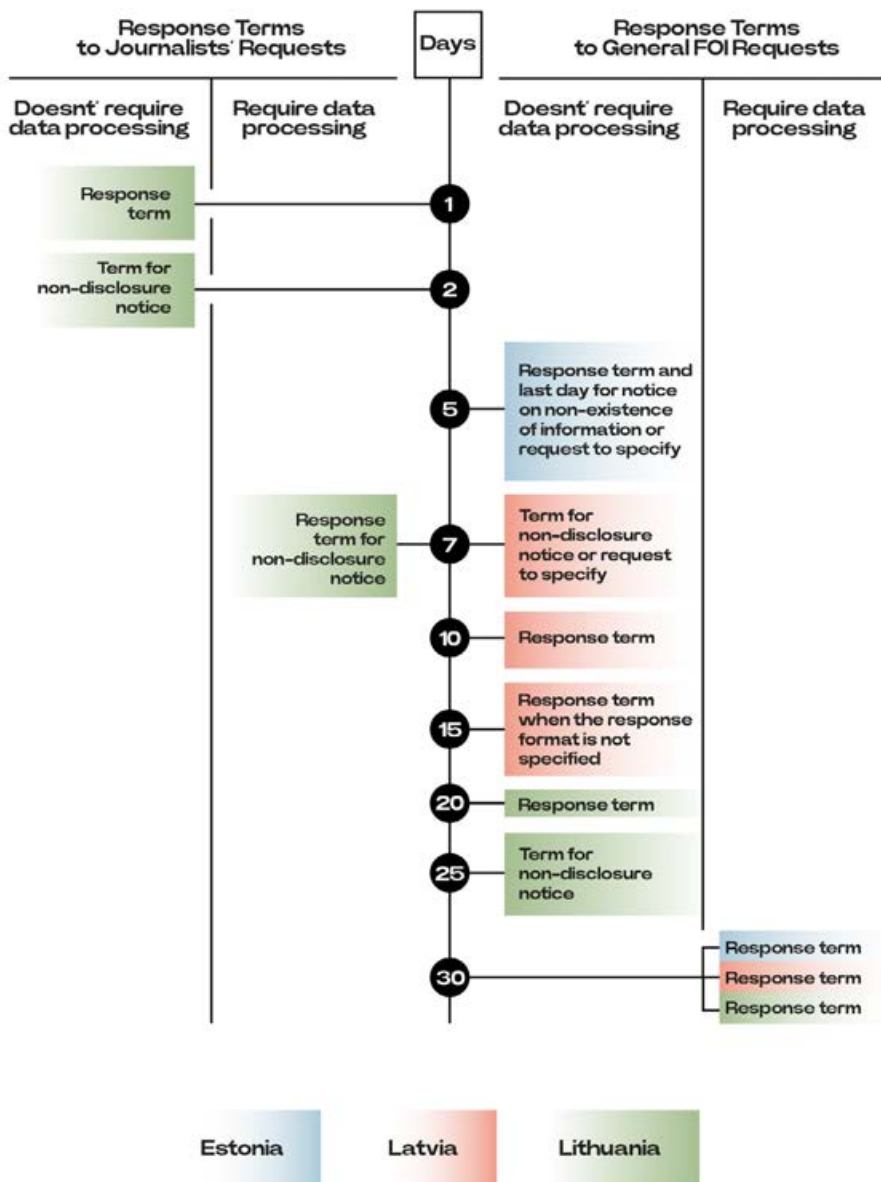 Response Terms
to Journalists' Requests
Days
Response Terms
to General FOI Requests
Doesnt' require
data processing
Require data
processing
Doesnt' require
data processing
Require data
processing
Response
term
1
Term for
non-disclosure
notice
2
5
Response term and
last day for notice
on non-existence
of information or
request to specify
Response
term for
non-disclosure
notice
7
Term for
non-disclosure
notice or request
to specify
10
Response term
15
Response term
when the response
format is not
specified
20
Response term
25
Term for
non-disclosure
notice
30
Response term
Response term
Response term
Estonia
Latvia
Lithuania